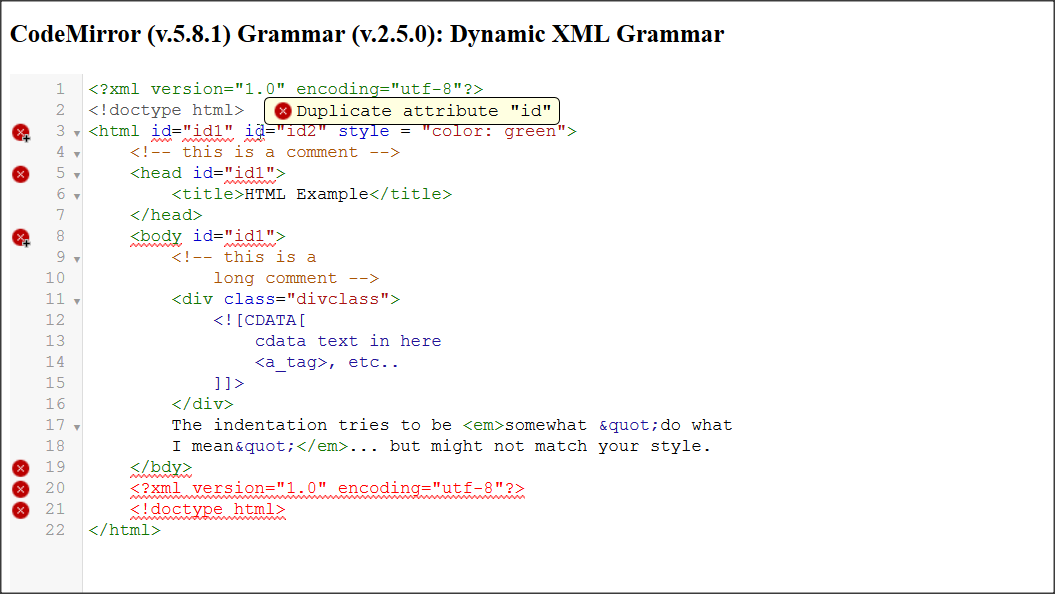 CodeMirror (v.5.8.1) Grammar (v.2.5.0): Dynamic XML Grammar
1 <?xml version="1.0" encoding="utf-8"?>
2 <!doctype html>
Duplicate attribute "id"
3 <html id="id1" id="id2" style = "color: green">
4 <!-- this is a comment -->
5 <head id="id1">
6 <title>HTML Example</title>
7 </head>
8 <body id="id1">
9 <!-- this is a
10 long comment -->
11 <div class="divclass">
12 <![CDATA[
13 cdata text in here
14 <a_tag>, etc..
15 ]]>
16 </div>
17 The indentation tries to be <em>somewhat &quot;do what
18 I mean&quot;</em>... but might not match your style.
19 </bdy>
20 <?xml version="1.0" encoding="utf-8"?>
21 <!doctype html>
22 </html>